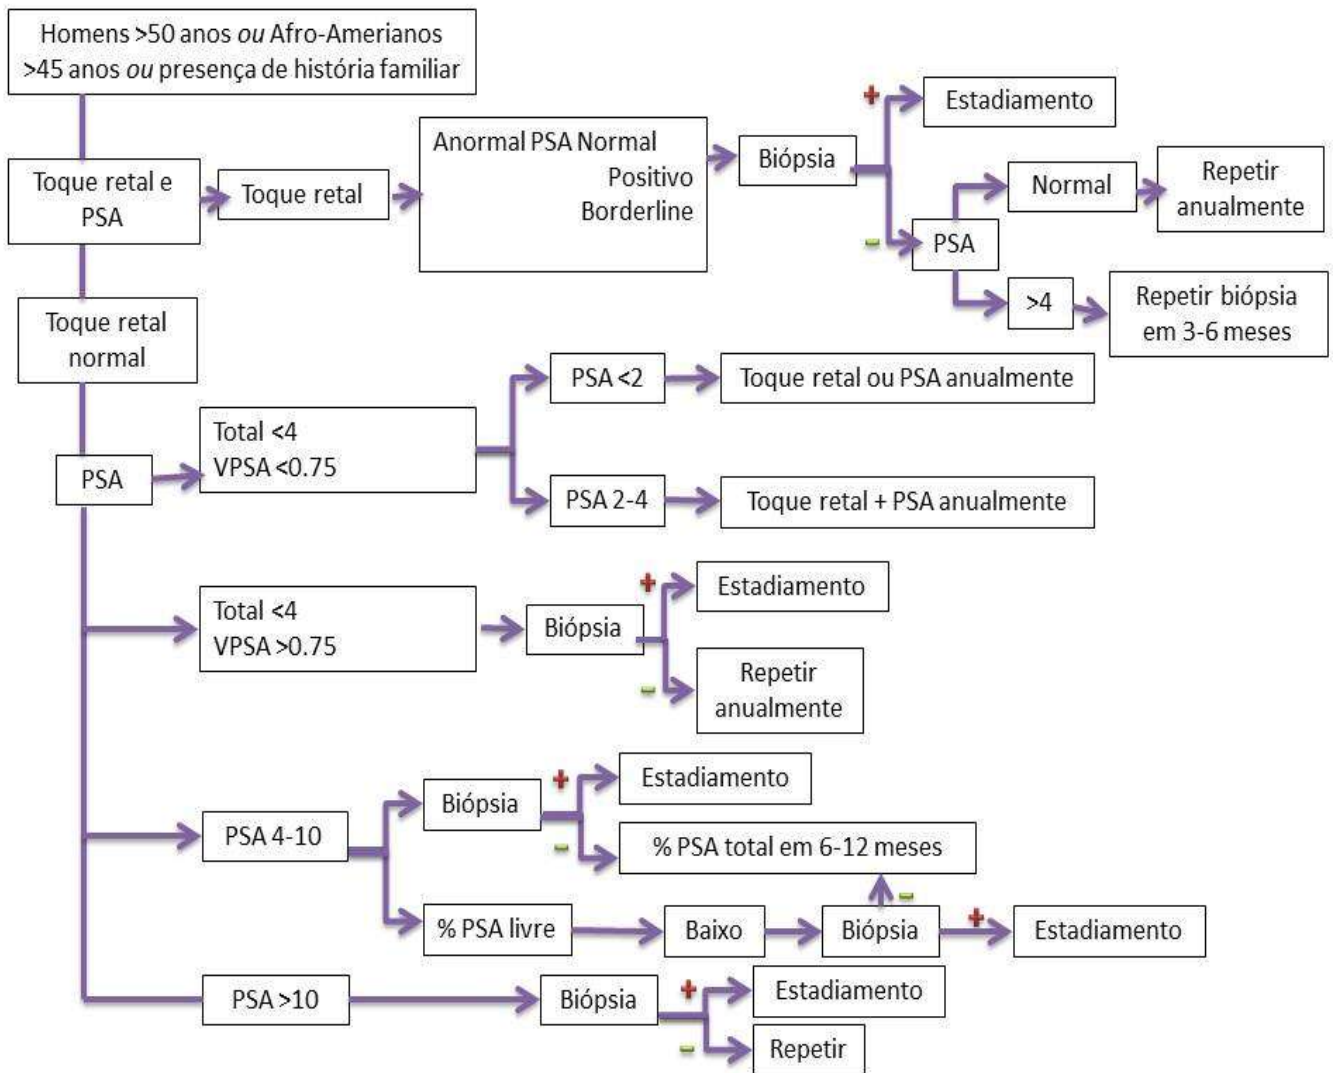 Homens >50 anos ou Afro-Amerianos
>45 anos ou presença de história familiar
Toque retal e
PSA
Toque retal
Anormal PSA Normal
Positivo
Borderline
Biópsia
+
Estadiamento
-
PSA
Normal
Repetir
anualmente
>4
Repetir biópsia
em 3-6 meses
Toque retal
normal
PSA
Total <4
VPSA <0.75
PSA <2
Toque retal ou PSA anualmente
PSA 2-4
Toque retal + PSA anualmente
Total <4
VPSA >0.75
Biópsia
+
Estadiamento
-
Repetir
anualmente
PSA 4-10
Biópsia
+
Estadiamento
-
% PSA total em 6-12 meses
% PSA livre
Baixo
Biópsia
-
+
Estadiamento
PSA >10
Biópsia
+
Estadiamento
-
Repetir